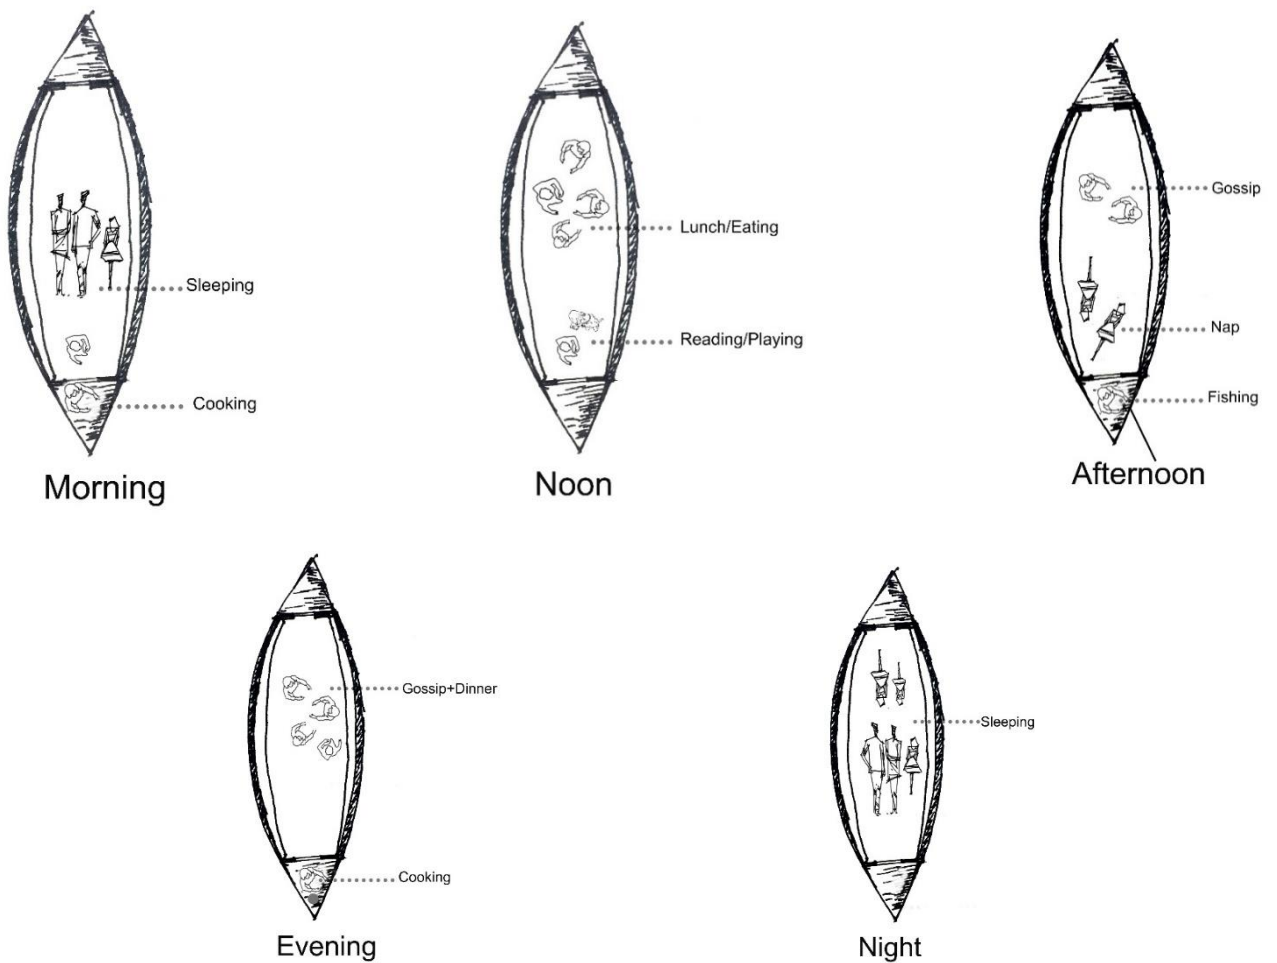 Sleeping
Cooking
Morning
Lunch/Eating
Reading/Playing
Noon
Gossip
Nap
Fishing
Afternoon
Gossip+Dinner
Cooking
Evening
Sleeping
Night